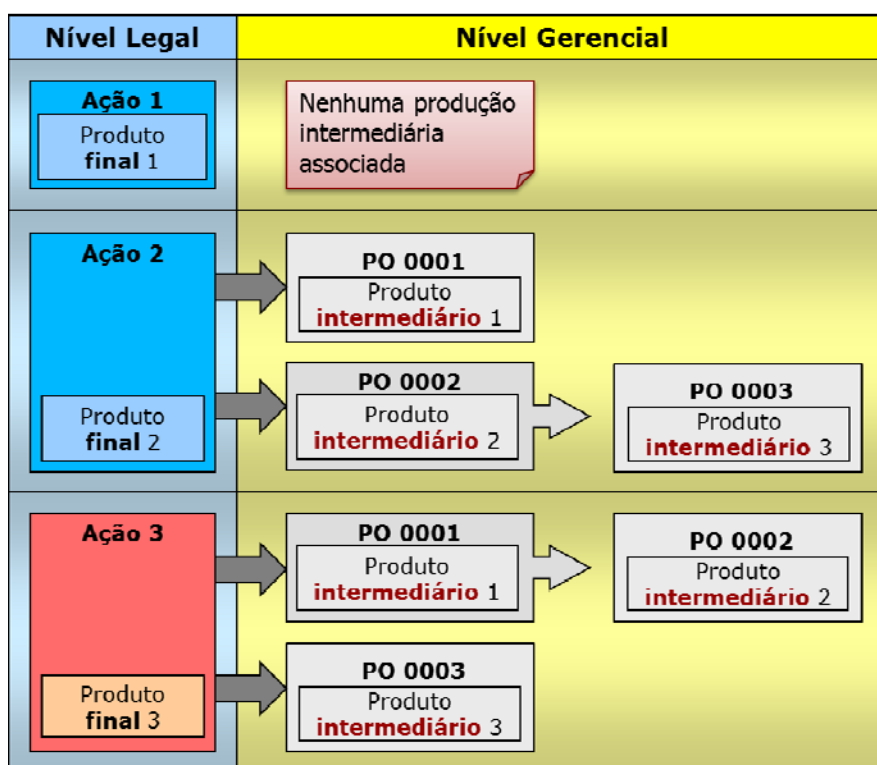 Nível Legal
Nível Gerencial
Ação 1
Produto
final 1
Nenhuma produção
intermediária
associada
Ação 2
Produto
final 2
PO 0001
Produto
intermediário 1
PO 0002
Produto
intermediário 2
PO 0003
Produto
intermediário 3
Ação 3
Produto
final 3
PO 0001
Produto
intermediário 1
PO 0002
Produto
intermediário 2
PO 0003
Produto
intermediário 3